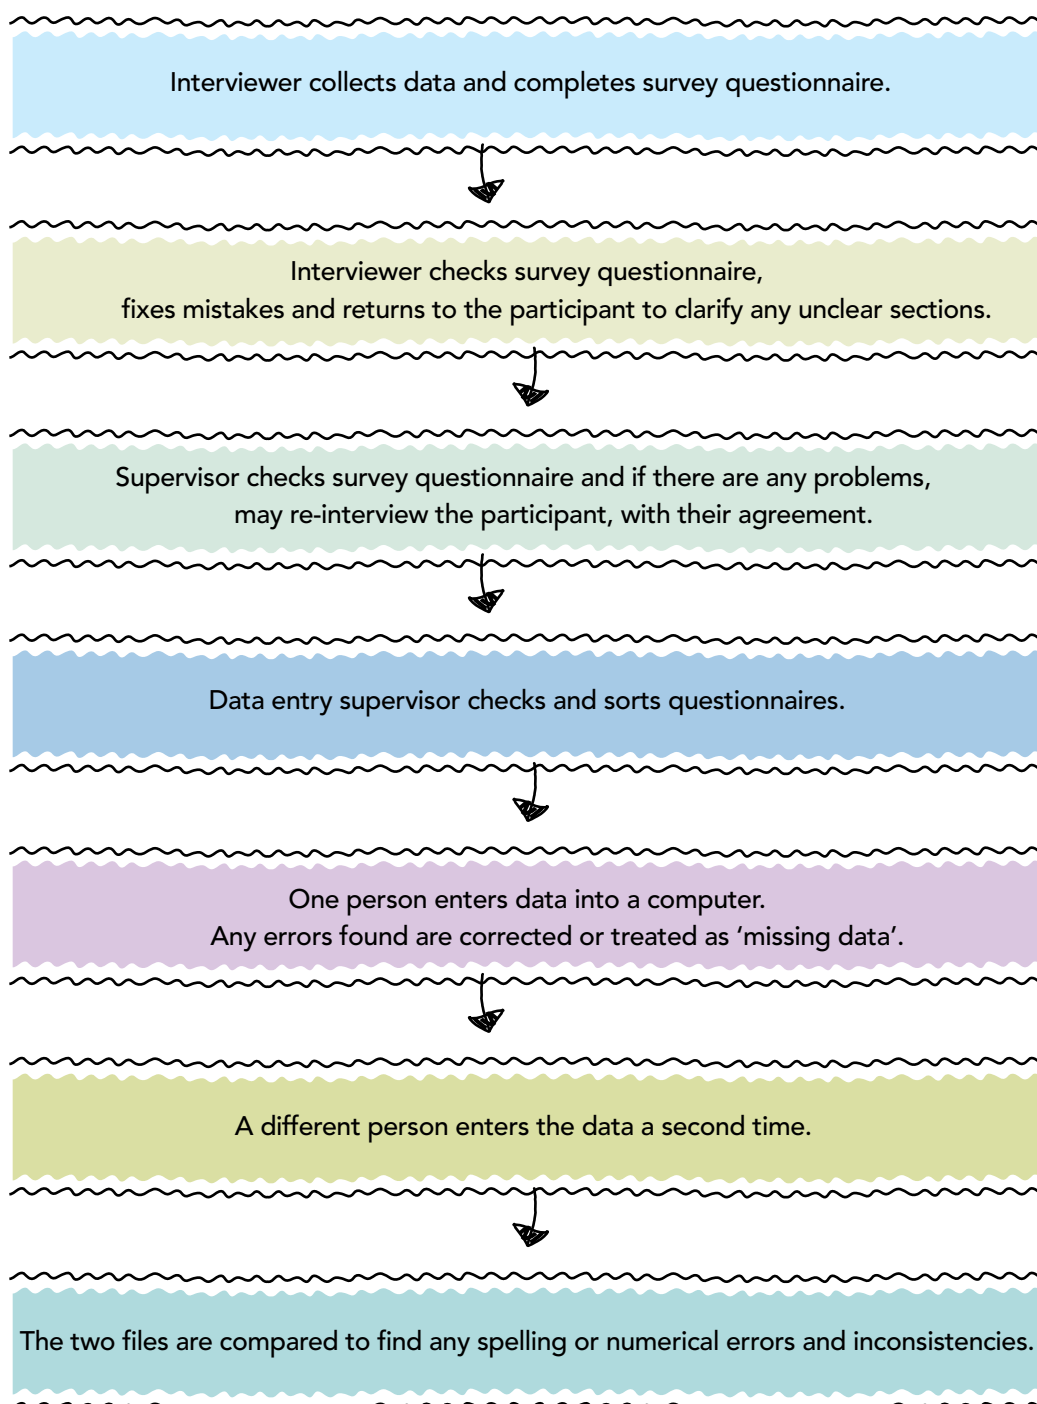 Interviewer collects data and completes survey questionnaire.
Interviewer checks survey questionnaire,
fixes mistakes and returns to the participant to clarify any unclear sections.
Supervisor checks survey questionnaire and if there are any problems,
may re-interview the participant, with their agreement.
Data entry supervisor checks and sorts questionnaires.
One person enters data into a computer.
Any errors found are corrected or treated as ‘missing data’.
A different person enters the data a second time.
The two files are compared to find any spelling or numerical errors and inconsistencies.